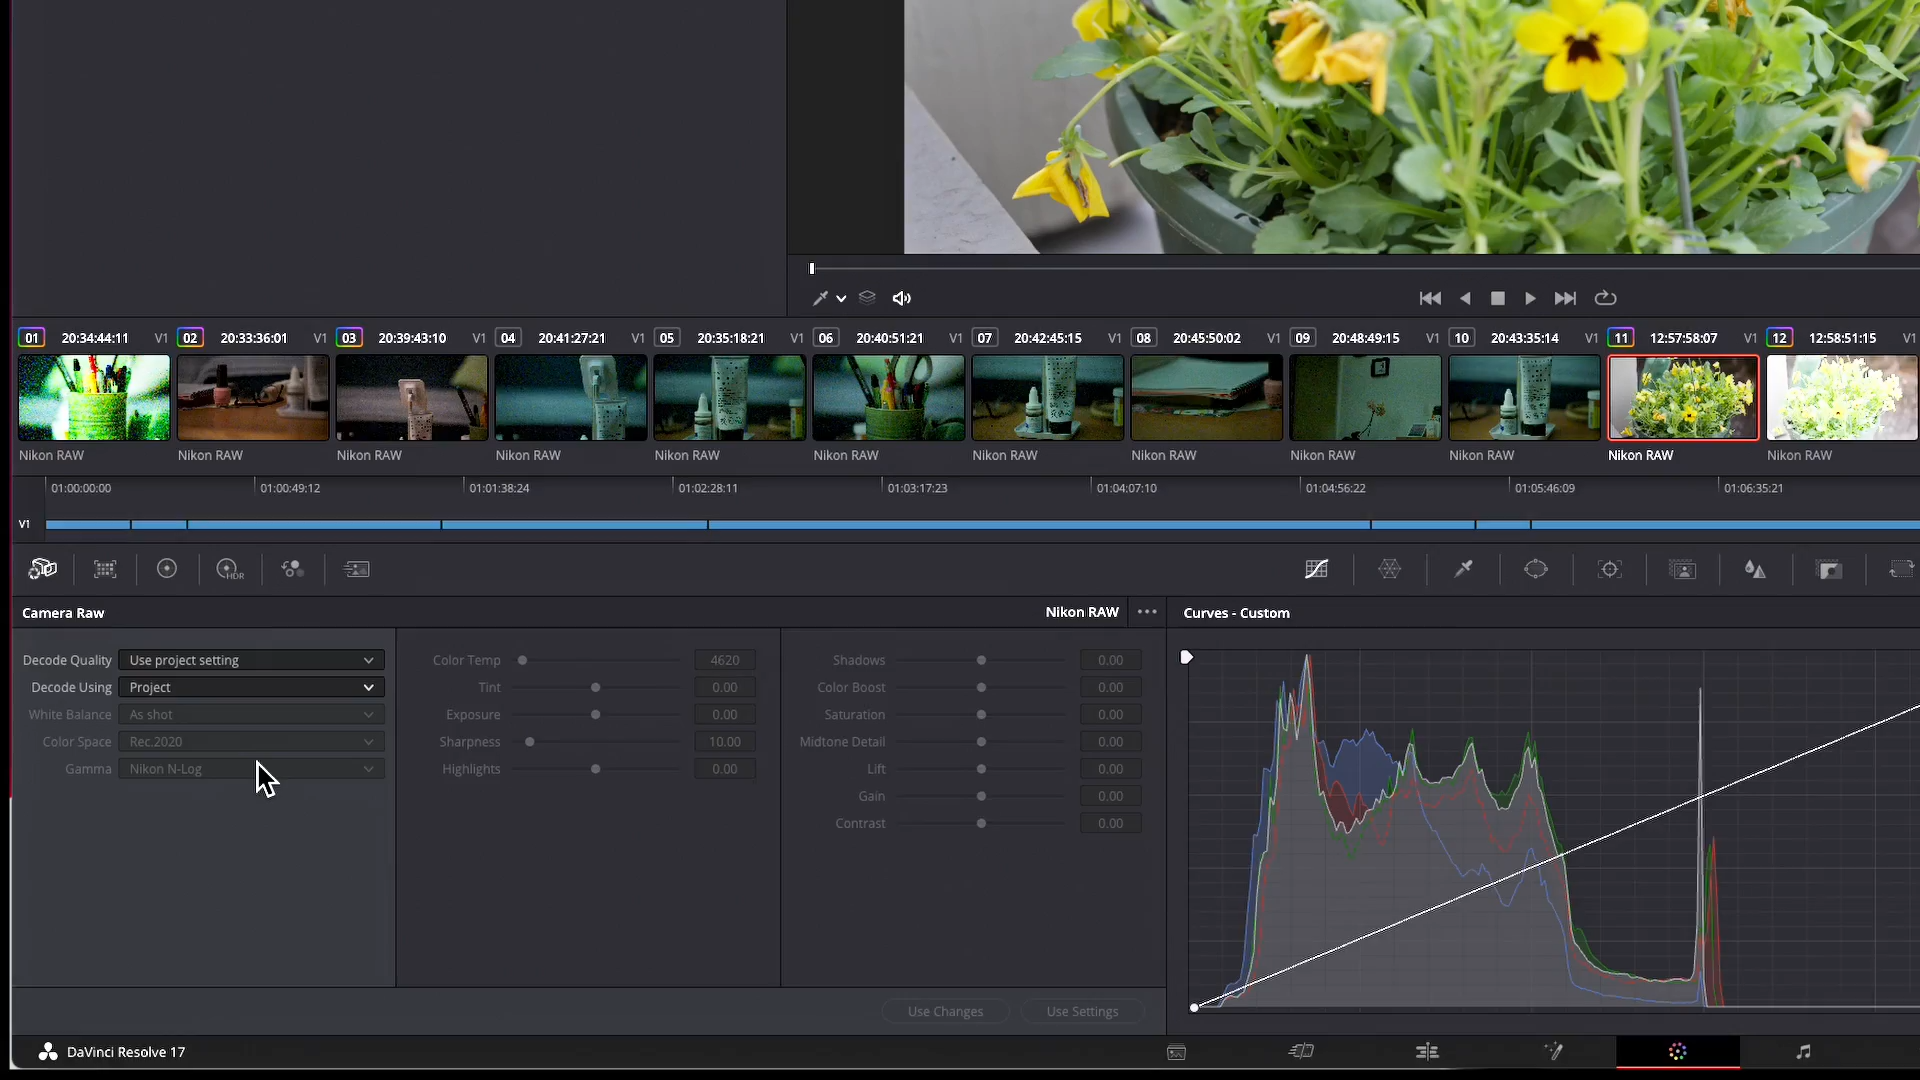 01 20:34:44:11 V1 02 20:33:36:01 V1 03 20:39:43:10 V1 04 20:41:27:21 V1 05 20:35:18:21 V1 06 20:40:51:21 V1 07 20:42:45:15 V1 08 20:45:50:02 V1 09 20:48:49:15 V1 10 20:43:35:14 V1 11 12:57:58:07 V1 12 12:58:51:15 V1
Nikon RAW Nikon RAW Nikon RAW Nikon RAW Nikon RAW Nikon RAW Nikon RAW Nikon RAW Nikon RAW Nikon RAW Nikon RAW Nikon RAW
01:00:00:00 01:00:49:12 01:01:38:24 01:02:28:11 01:03:17:23 01:04:07:10 01:04:56:22 01:05:46:09 01:06:35:21
V1
HDR
Camera Raw Nikon RAW Curves - Custom
Decode Quality Use project setting Color Temp 4620 Shadows 0.00
Decode Using Project Tint 0.00 Color Boost 0.00
White Balance As shot Exposure 0.00 Saturation 0.00
Color Space Rec.2020 Sharpness 10.00 Midtone Detail 0.00
Gamma Nikon N-Log Highlights 0.00 Lift 0.00
Gain 0.00
Contrast 0.00
Use Changes Use Settings
DaVinci Resolve 17